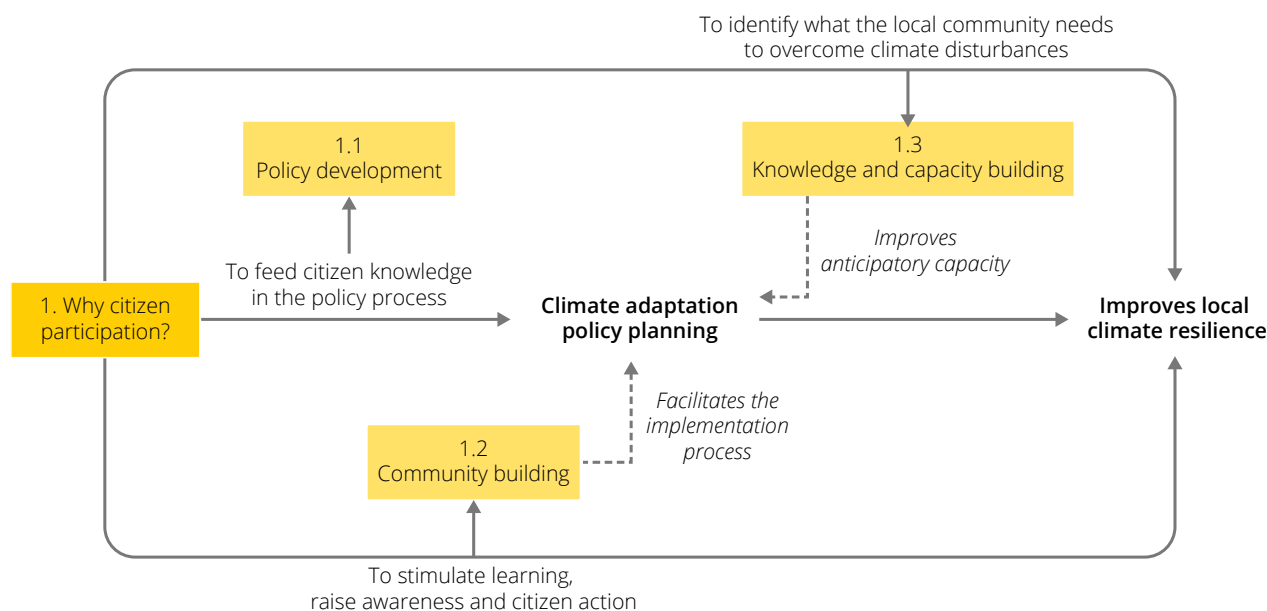 To identify what the local community needs
to overcome climate disturbances
1.1
Policy development
1.3
Knowledge and capacity building
To feed citizen knowledge
in the policy process
Improves
anticipatory capacity
1. Why citizen
participation?
Climate adaptation
policy planning
Improves local
climate resilience
Facilitates the
implementation
process
1.2
Community building
To stimulate learning,
raise awareness and citizen action